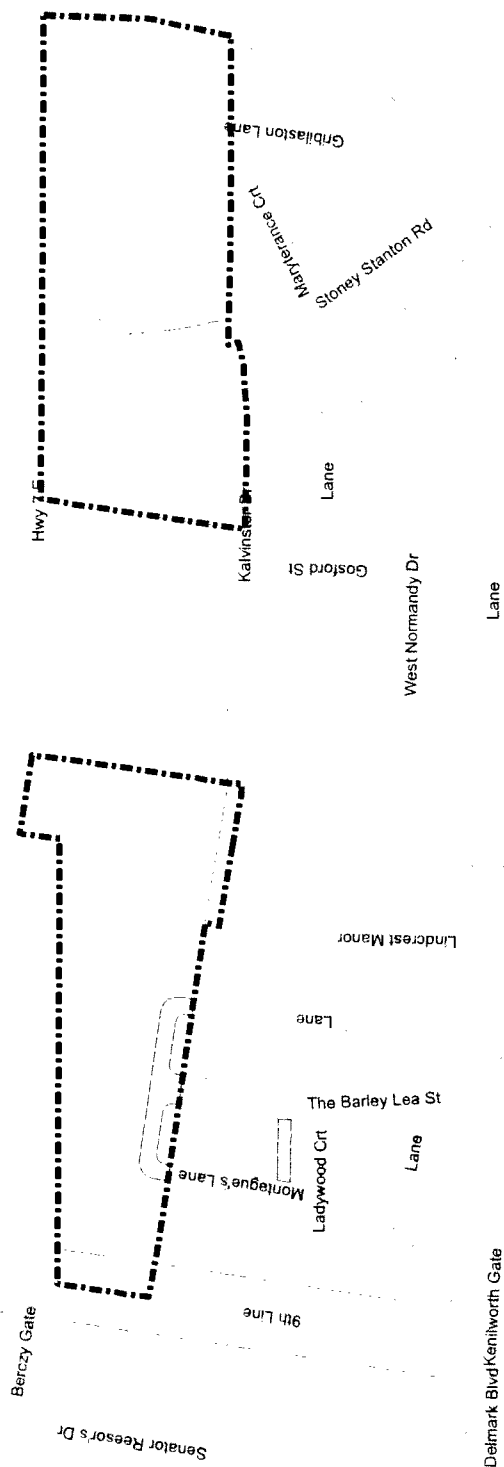 Gribilaston Lane
Maryterance Crt
Stoney Stanton Rd
Hwy 7 E
Kalvinster Dr
Lane
Gosford St
West Normandy Dr
Lane
Lindcrest Manor
Lane
The Barley Lea St
Montague's Lane
Ladywood Crt
Lane
9th Line
Berczy Gate
Senator Reesor's Dr
Delmark Blvd Kenilworth Gate